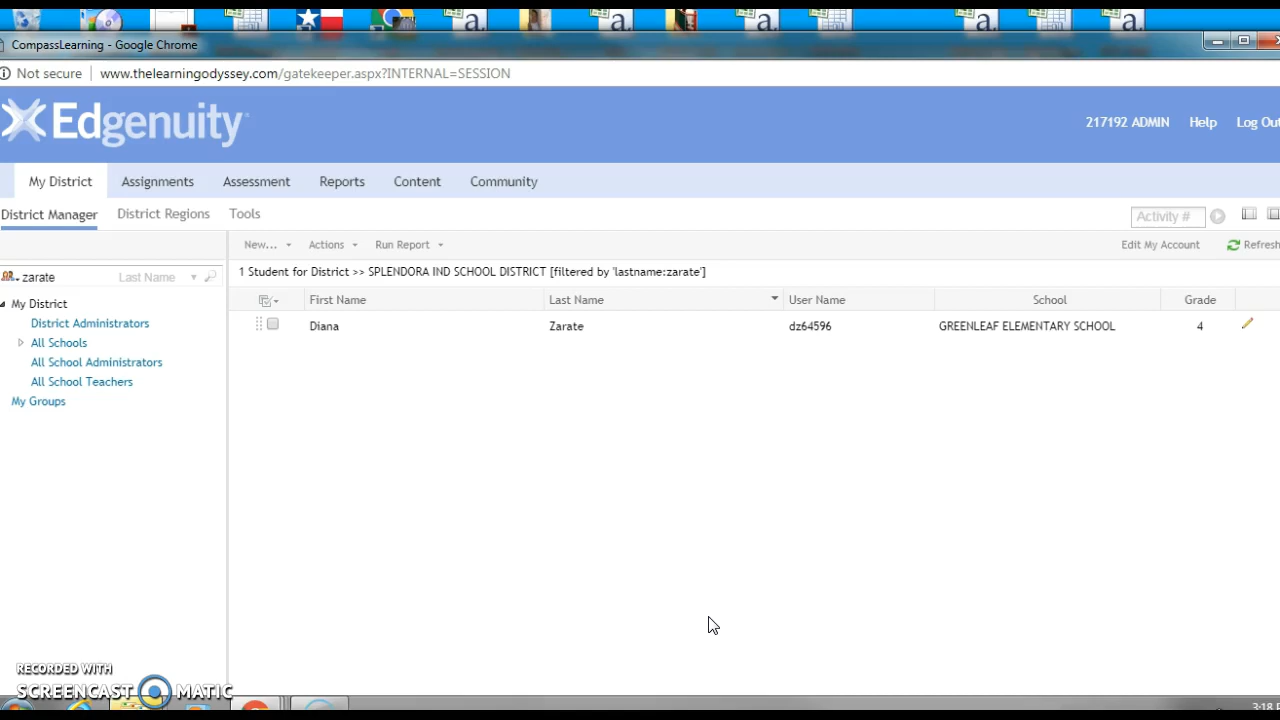 CompassLearning - Google Chrome
Not secure www.thelearningodyssey.com/gatekeeper.aspx?INTERNAL=SESSION
Edgenuity
217192 ADMIN Help Log Out
My District Assignments Assessment Reports Content Community
District Manager District Regions Tools
Activity #
New... Actions Run Report Edit My Account Refresh
zarate Last Name
1 Student for District >> SPLENDORA IND SCHOOL DISTRICT [filtered by 'lastname:zarate']
First Name Last Name User Name School Grade
Diana Zarate dz64596 GREENLEAF ELEMENTARY SCHOOL 4
My District
District Administrators
All Schools
All School Administrators
All School Teachers
My Groups
RECORDED WITH
SCREENCAST MATIC
3:18